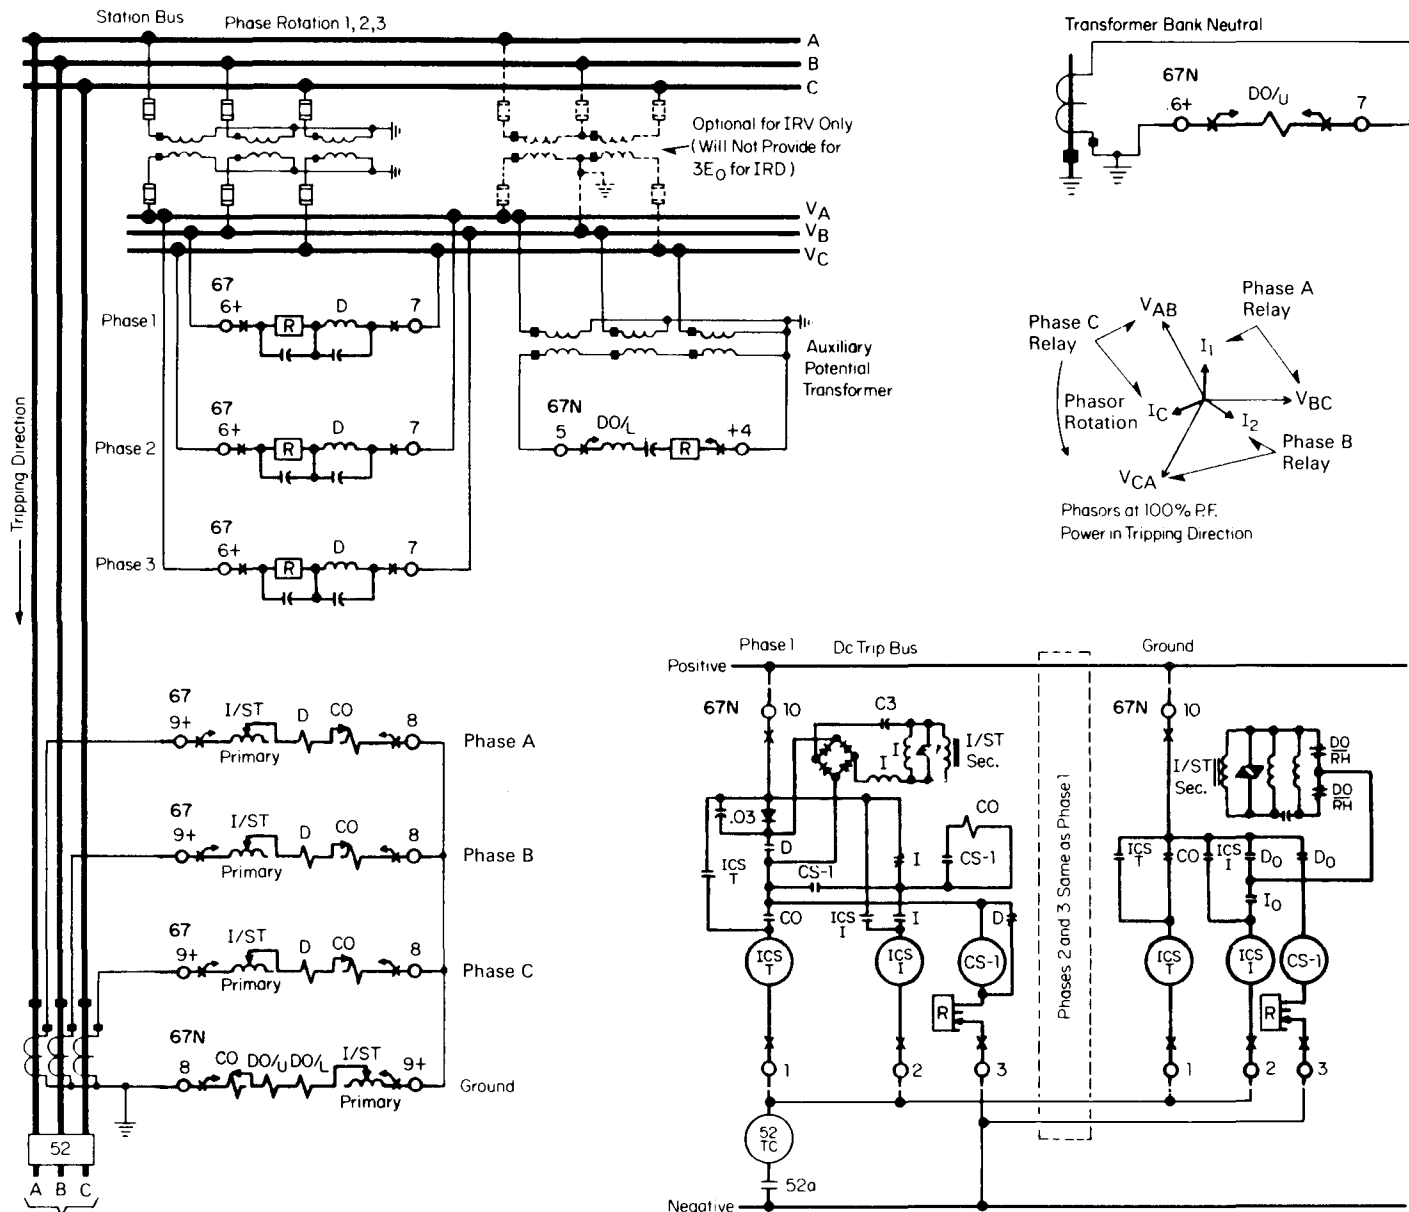 Station Bus
Phase Rotation 1, 2, 3
A
B
C
Optional for IRV Only
(Will Not Provide for
3E0 for IRD)
VA
VB
VC
Transformer Bank Neutral
67N
6+
DO/U
7
67
6+
D
7
Phase 1
R
Auxiliary
Potential
Transformer
67
6+
D
7
Phase 2
R
67N
5
DO/L
R
+4
67
6+
D
7
Phase 3
R
Tripping Direction
Phase A
Relay
VAB
Phase C
Relay
I1
Phasor
Rotation
IC
VBC
I2
Phase B
Relay
VCA
Phasors at 100% P.F.
Power in Tripping Direction
67
9+
I/ST
D
CO
8
Primary
Phase A
67
9+
I/ST
D
CO
8
Primary
Phase B
67
9+
I/ST
D
CO
8
Primary
Phase C
67N
8
CO
DO/U
DO/L
I/ST
9+
Primary
Ground
52
A B C
Phase 1
Dc Trip Bus
Ground
Positive
67N
10
C3
I
I
I/ST
Sec.
.03
D
CO
ICS
T
CS-1
I
CS-1
CO
ICS
I
I
D
ICS
T
ICS
I
CS-1
R
1
2
3
Phases 2 and 3 Same as Phase 1
67N
10
I/ST
Sec.
DO
RH
DO
RH
ICS
T
CO
ICS
I
DO
DO
IO
ICS
T
ICS
I
CS-1
R
1
2
3
52
TC
52a
Negative